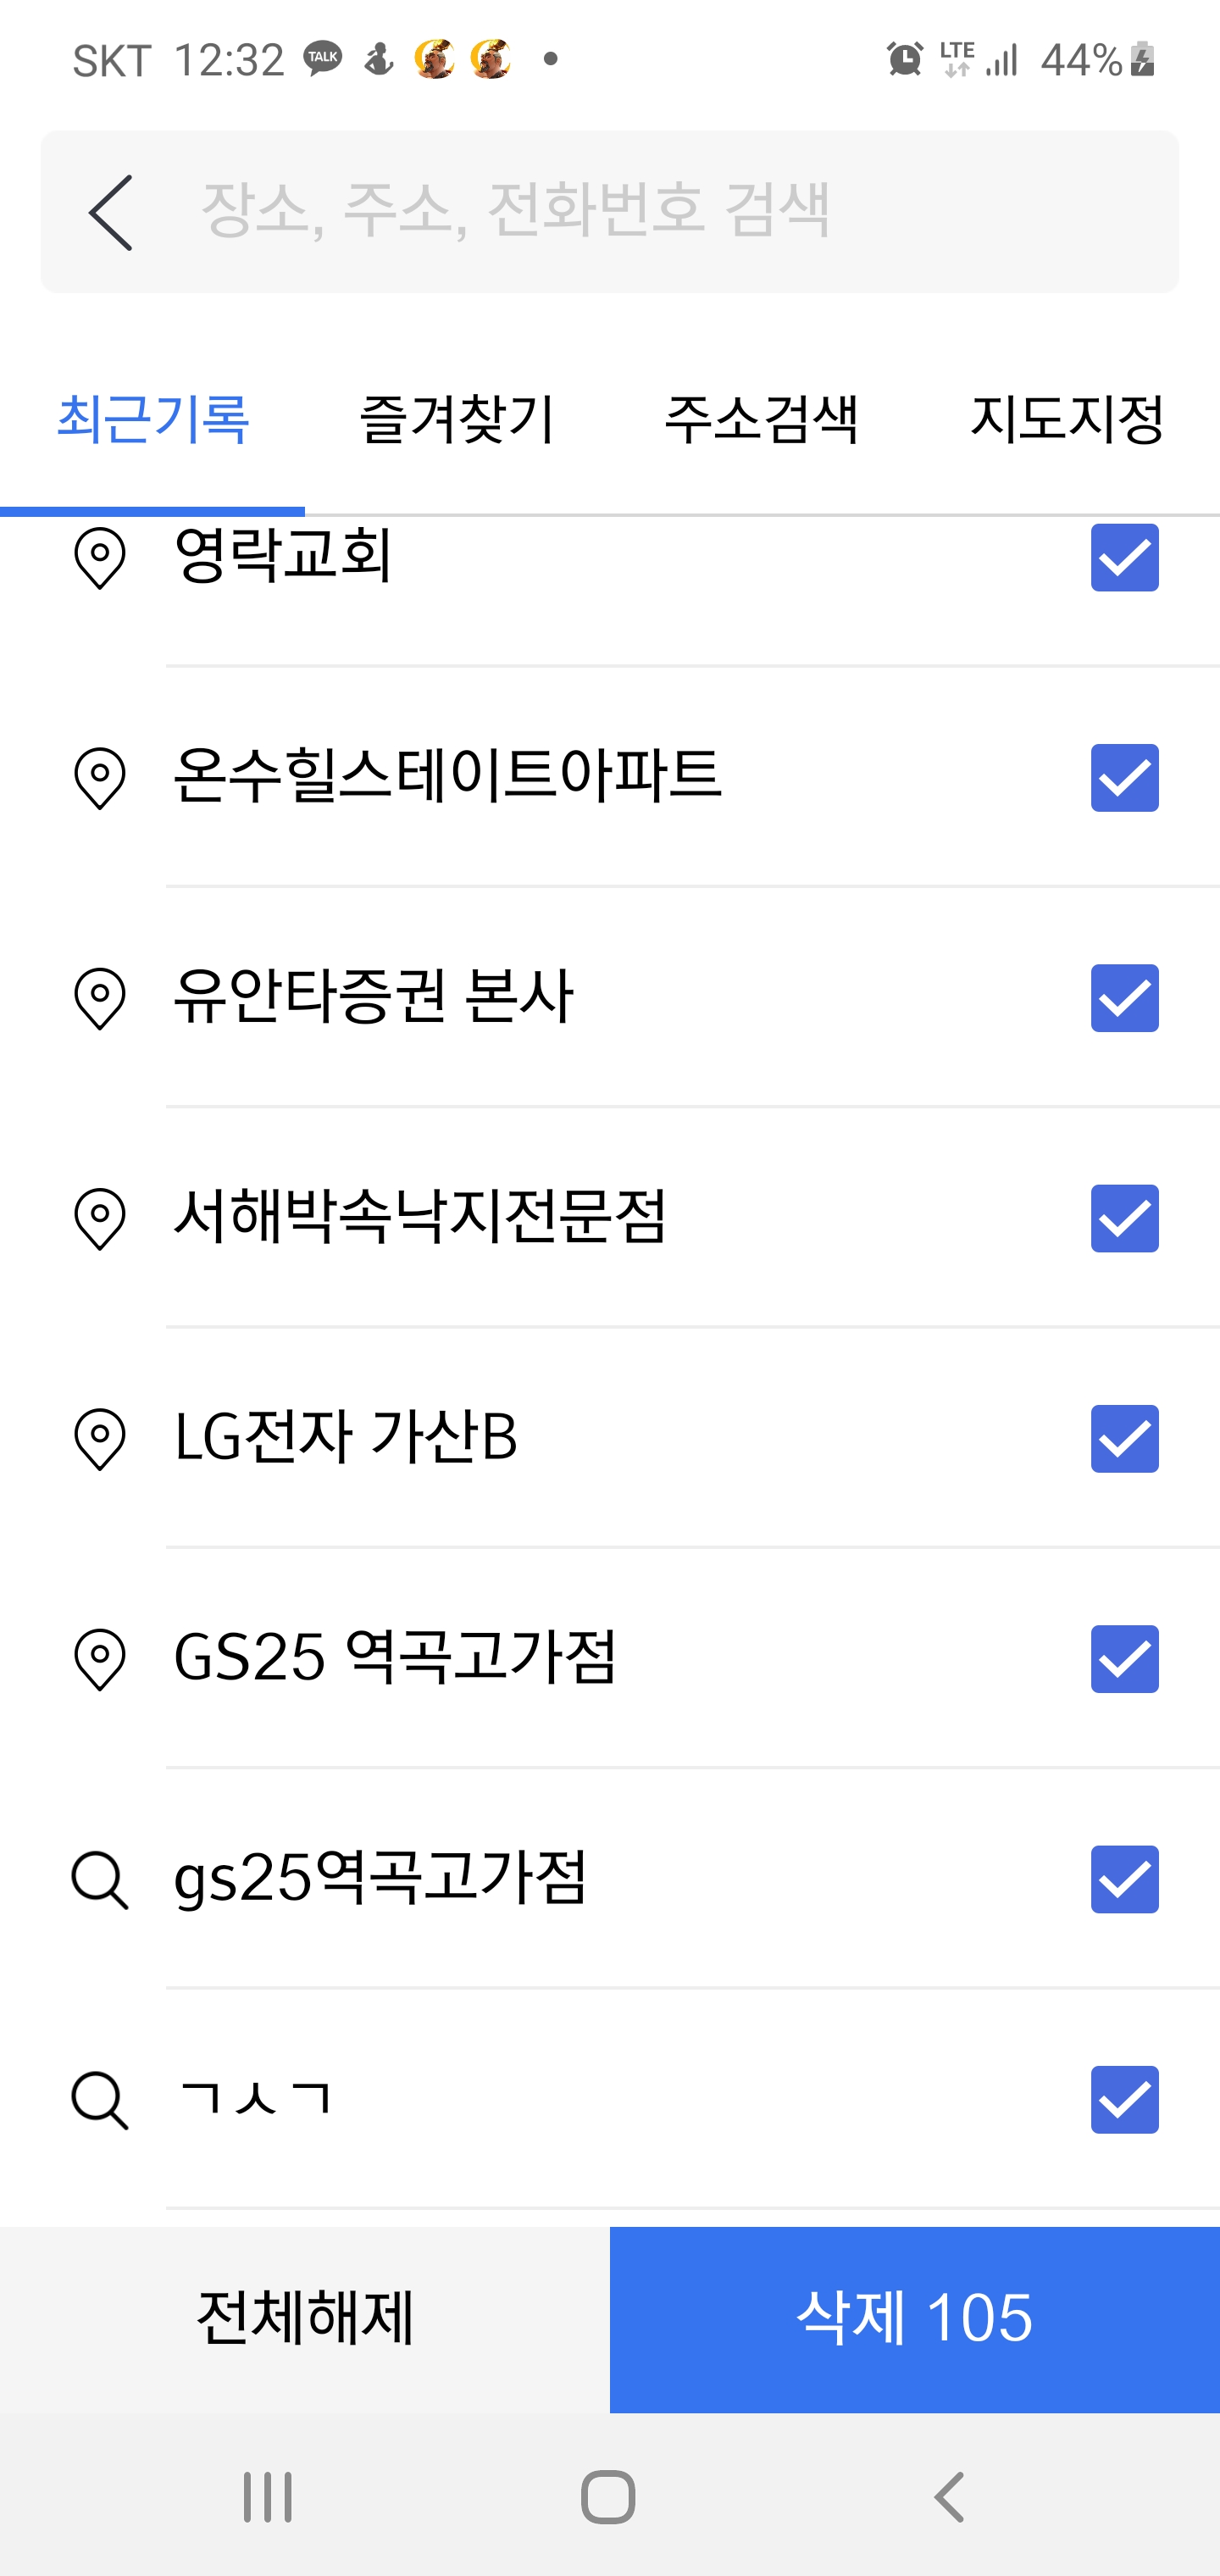 SKT 12:32 TALK LTE 44%
장소, 주소, 전화번호 검색
최근기록 즐겨찾기 주소검색 지도지정
영락교회
온수힐스테이트아파트
유안타증권 본사
서해박속낙지전문점
LG전자 가산B
GS25 역곡고가점
gs25역곡고가점
ㄱㅅㄱ
전체해제 삭제 105